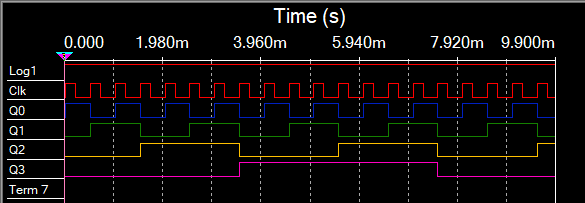 Time (s)
0.000 1.980m 3.960m 5.940m 7.920m 9.900m
Log1
Clk
Q0
Q1
Q2
Q3
Term 7